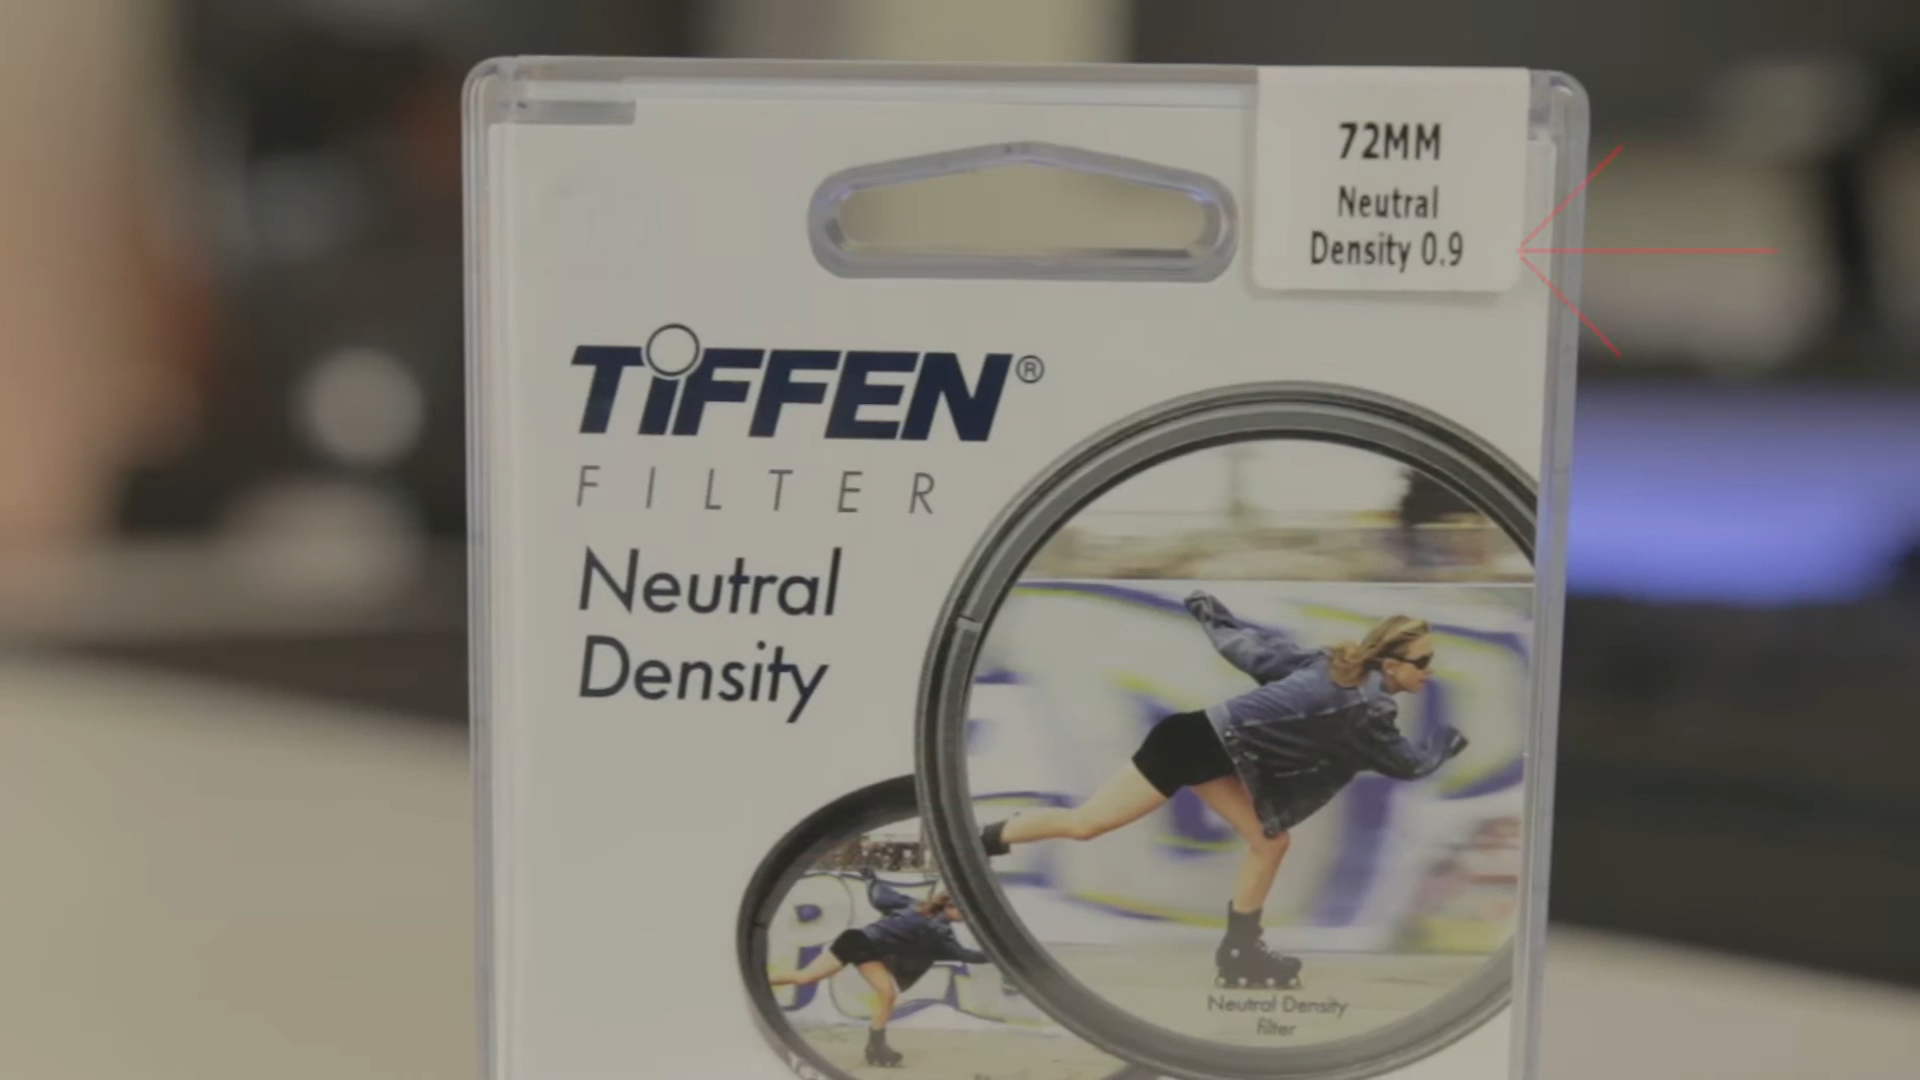 72MM
Neutral
Density 0.9
TiFFEN®
FILTER
Neutral
Density
Neutral Density
filter